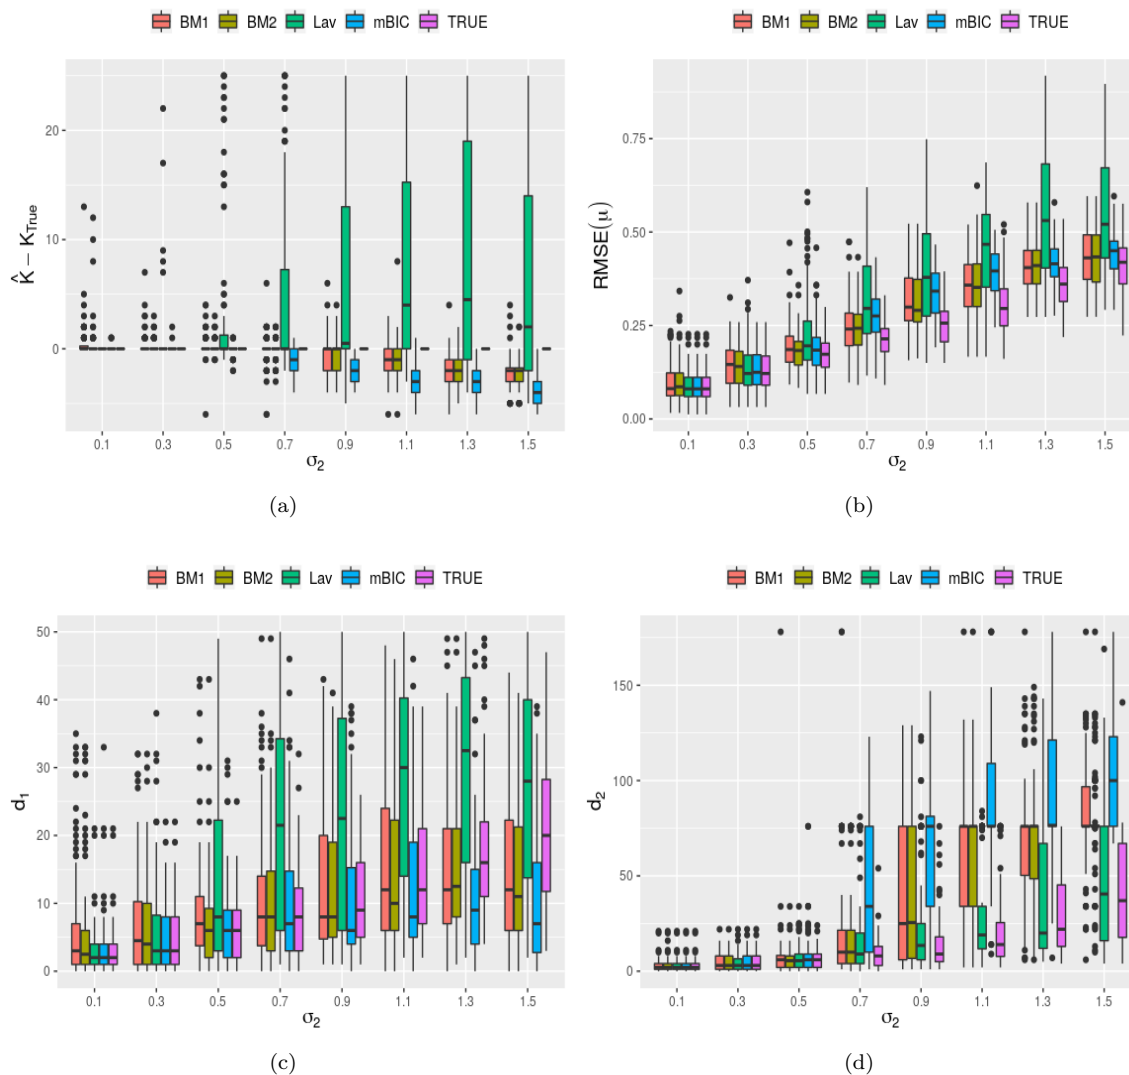 BM1 BM2 Lav mBIC TRUE
K̂ − K_True
20
10
0
0.1 0.3 0.5 0.7 0.9 1.1 1.3 1.5
σ₂
(a)
BM1 BM2 Lav mBIC TRUE
RMSE(μ)
0.75
0.50
0.25
0.00
0.1 0.3 0.5 0.7 0.9 1.1 1.3 1.5
σ₂
(b)
BM1 BM2 Lav mBIC TRUE
d₁
50
40
30
20
10
0
0.1 0.3 0.5 0.7 0.9 1.1 1.3 1.5
σ₂
(c)
BM1 BM2 Lav mBIC TRUE
d₂
150
100
50
0
0.1 0.3 0.5 0.7 0.9 1.1 1.3 1.5
σ₂
(d)